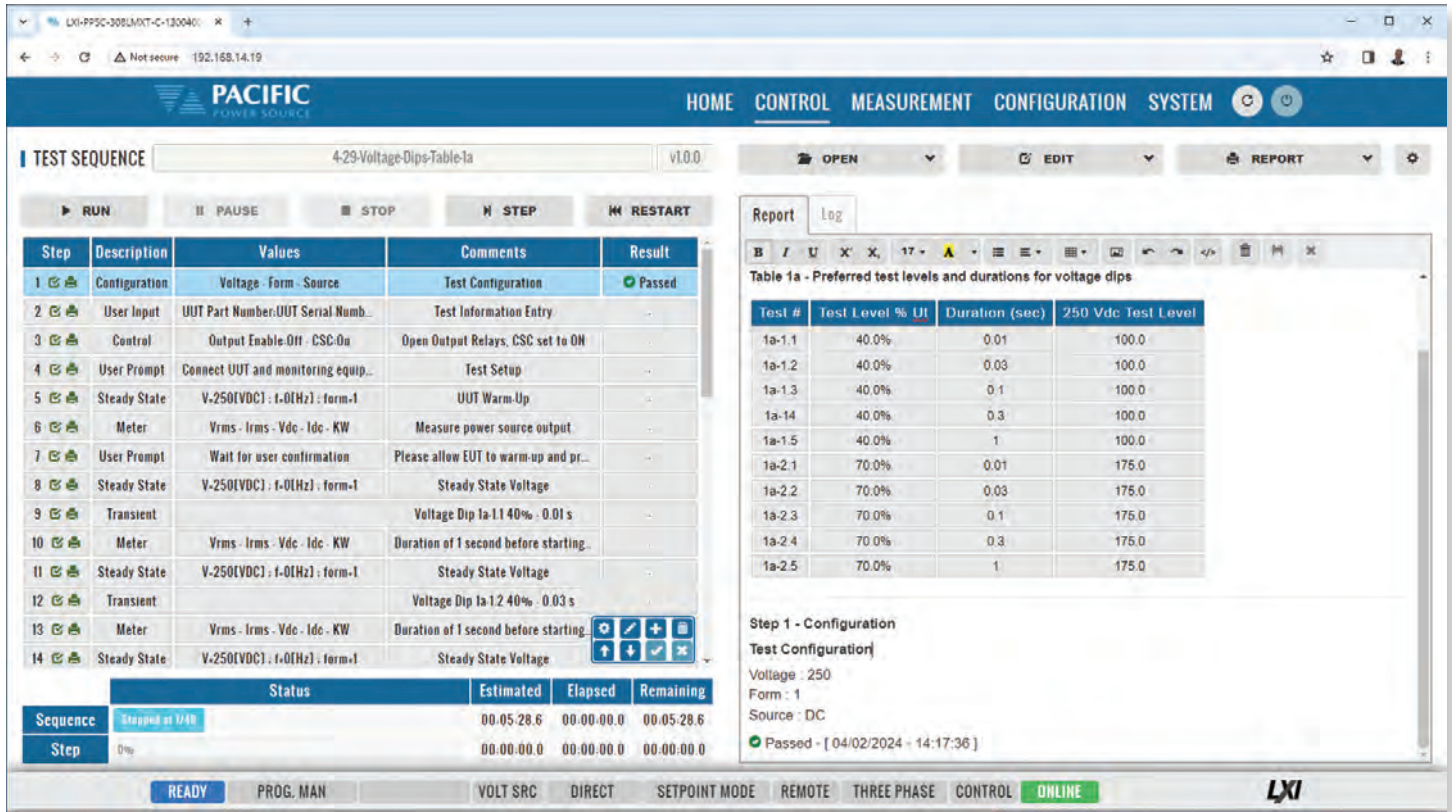 LXI-PPSC-308LMXT-C-130040
Not secure 192.168.14.19
PACIFIC
POWER SOURCE
HOME CONTROL MEASUREMENT CONFIGURATION SYSTEM
TEST SEQUENCE 4-29-Voltage-Dips-Table-1a v1.0.0
OPEN EDIT REPORT
RUN PAUSE STOP STEP RESTART
Step Description Values Comments Result
1 Configuration Voltage - Form - Source Test Configuration Passed
2 User Input UUT Part Number:UUT Serial Numb... Test Information Entry -
3 Control Output Enable-Off - CSC-On Open Output Relays, CSC set to ON -
4 User Prompt Connect UUT and monitoring equip... Test Setup -
5 Steady State V=250[VDC] ; f=0[Hz] ; form=1 UUT Warm-Up -
6 Meter Vrms - Irms - Vdc - Idc - KW Measure power source output -
7 User Prompt Wait for user confirmation Please allow EUT to warm-up and pr... -
8 Steady State V=250[VDC] ; f=0[Hz] ; form=1 Steady State Voltage -
9 Transient Voltage Dip 1a-1.1 40% - 0.01 s -
10 Meter Vrms - Irms - Vdc - Idc - KW Duration of 1 second before starting... -
11 Steady State V=250[VDC] ; f=0[Hz] ; form=1 Steady State Voltage -
12 Transient Voltage Dip 1a-1.2 40% - 0.03 s
13 Meter Vrms - Irms - Vdc - Idc - KW Duration of 1 second before starting...
14 Steady State V=250[VDC] ; f=0[Hz] ; form=1 Steady State Voltage
Status Estimated Elapsed Remaining
Sequence Stopped at 1/40 00:05:28.6 00:00:00.0 00:05:28.6
Step 0% 00:00:00.0 00:00:00.0 00:00:00.0
Report Log
B I U X X, 17 A
Table 1a - Preferred test levels and durations for voltage dips
Test # Test Level % Ut Duration (sec) 250 Vdc Test Level
1a-1.1 40.0% 0.01 100.0
1a-1.2 40.0% 0.03 100.0
1a-1.3 40.0% 0.1 100.0
1a-14 40.0% 0.3 100.0
1a-1.5 40.0% 1 100.0
1a-2.1 70.0% 0.01 175.0
1a-2.2 70.0% 0.03 175.0
1a-2.3 70.0% 0.1 175.0
1a-2.4 70.0% 0.3 175.0
1a-2.5 70.0% 1 175.0
Step 1 - Configuration
Test Configuration
Voltage : 250
Form : 1
Source : DC
Passed - [ 04/02/2024 - 14:17:36 ]
READY PROG. MAN VOLT SRC DIRECT SETPOINT MODE REMOTE THREE PHASE CONTROL ONLINE LXI